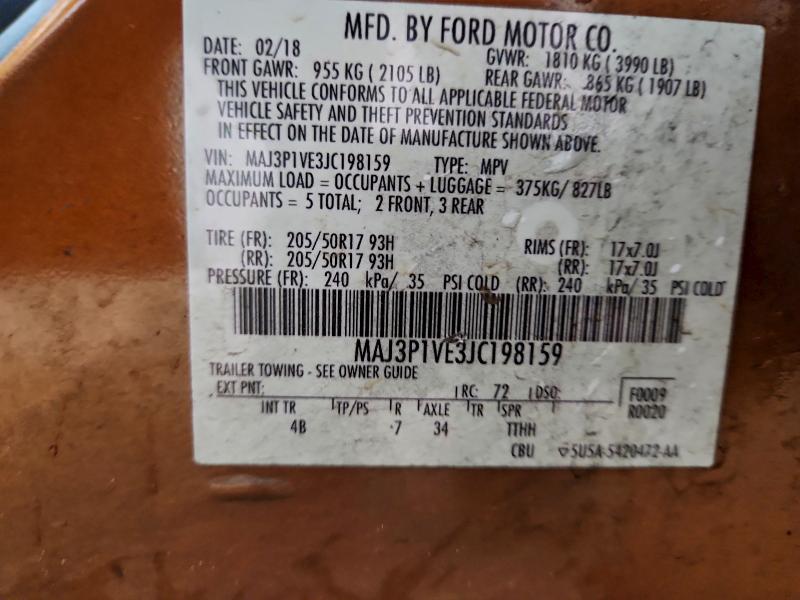 MFD. BY FORD MOTOR CO.
DATE: 02/18 GVWR: 1810 KG ( 3990 LB)
FRONT GAWR: 955 KG ( 2105 LB) REAR GAWR: 865 KG ( 1907 LB)
THIS VEHICLE CONFORMS TO ALL APPLICABLE FEDERAL MOTOR
VEHICLE SAFETY AND THEFT PREVENTION STANDARDS
IN EFFECT ON THE DATE OF MANUFACTURE SHOWN ABOVE.
VIN: MAJ3P1VE3JC198159 TYPE: MPV
MAXIMUM LOAD = OCCUPANTS + LUGGAGE = 375KG/ 827LB
OCCUPANTS = 5 TOTAL; 2 FRONT, 3 REAR
TIRE (FR): 205/50R17 93H RIMS (FR): 17x7.0J
(RR): 205/50R17 93H (RR): 17x7.0J
PRESSURE (FR): 240 kPa/ 35 PSI COLD (RR): 240 kPa/ 35 PSI COLD
MAJ3P1VE3JC198159
TRAILER TOWING - SEE OWNER GUIDE
EXT PNT: RC: 72 DSO: F0009
INT TR TP/PS R AXLE TR SPR R0020
4B 7 34 TTHH
CBU 5U5A-5420472-AA